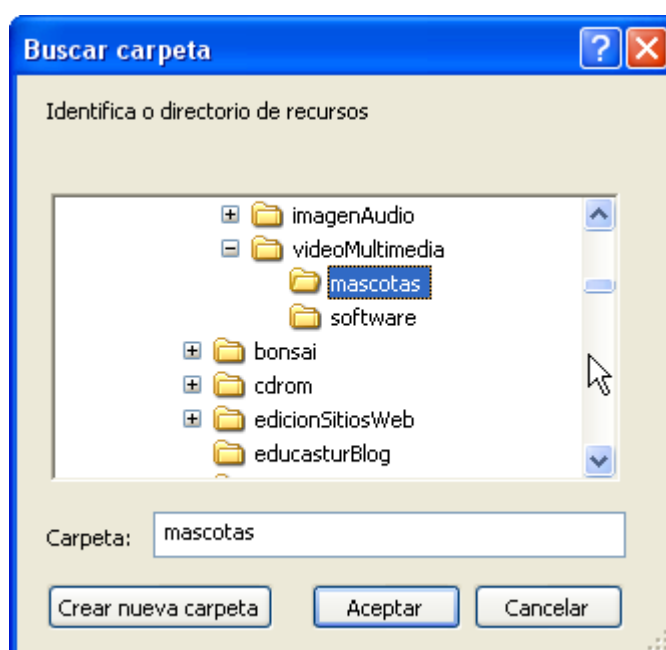 Buscar carpeta
Identifica o directorio de recursos
imagenAudio
videoMultimedia
mascotas
software
bonsai
cdrom
edicionSitiosWeb
educasturBlog
Carpeta: mascotas
Crear nueva carpeta Aceptar Cancelar